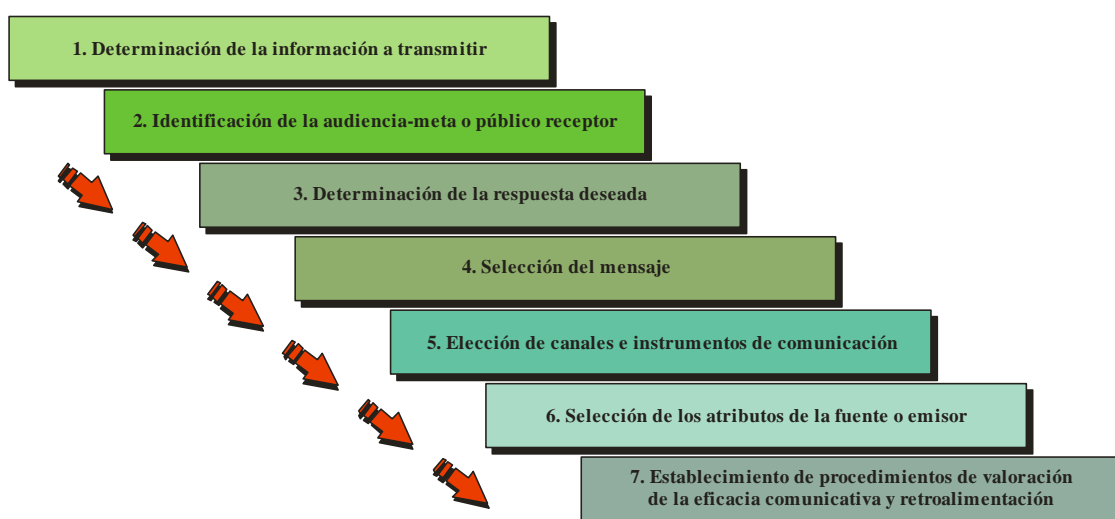 1. Determinación de la información a transmitir
2. Identificación de la audiencia-meta o público receptor
3. Determinación de la respuesta deseada
4. Selección del mensaje
5. Elección de canales e instrumentos de comunicación
6. Selección de los atributos de la fuente o emisor
7. Establecimiento de procedimientos de valoración
de la eficacia comunicativa y retroalimentación